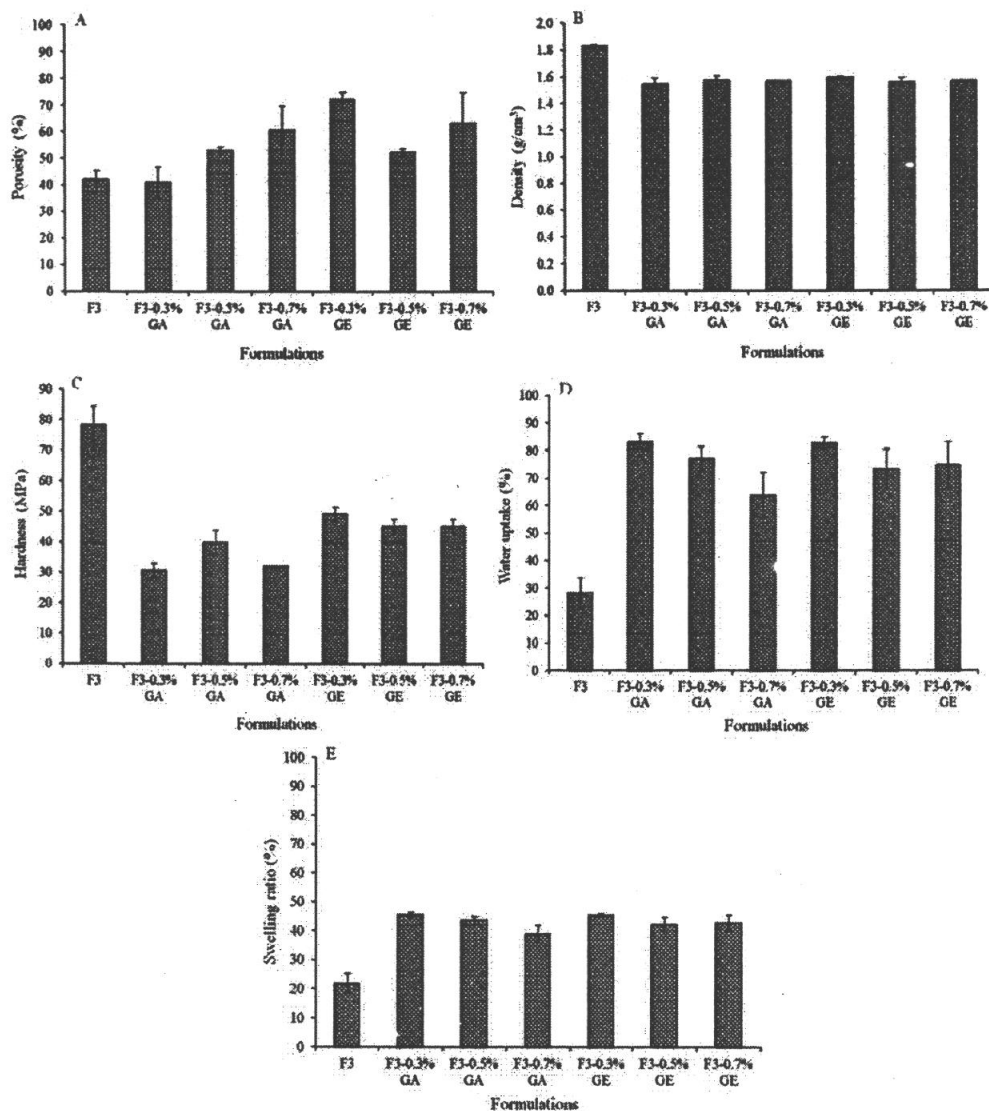 A
100
90
80
70
60
50
40
30
20
10
0
Porosity (%)
F3 F3-0.3% F3-0.5% F3-0.7% F3-0.3% F3-0.5% F3-0.7%
GA GA GA GE GE GE
Formulations
B
2.0
1.8
1.6
1.4
1.2
1.0
0.8
0.6
0.4
0.2
0.0
Density (g/cm³)
F3 F3-0.3% F3-0.5% F3-0.7% F3-0.3% F3-0.5% F3-0.7%
GA GA GA GE GE GE
Formulations
C
90
80
70
60
50
40
30
20
10
0
Hardness (MPa)
F3 F3-0.3% F3-0.5% F3-0.7% F3-0.3% F3-0.5% F3-0.7%
GA GA GA GE GE GE
Formulations
D
100
90
80
70
60
50
40
30
20
10
0
Water uptake (%)
F3 F3-0.3% F3-0.5% F3-0.7% F3-0.3% F3-0.5% F3-0.7%
GA GA GA GE GE GE
Formulations
E
100
90
80
70
60
50
40
30
20
10
0
Swelling ratio (%)
F3 F3-0.3% F3-0.5% F3-0.7% F3-0.3% F3-0.5% F3-0.7%
GA GA GA GE GE GE
Formulations